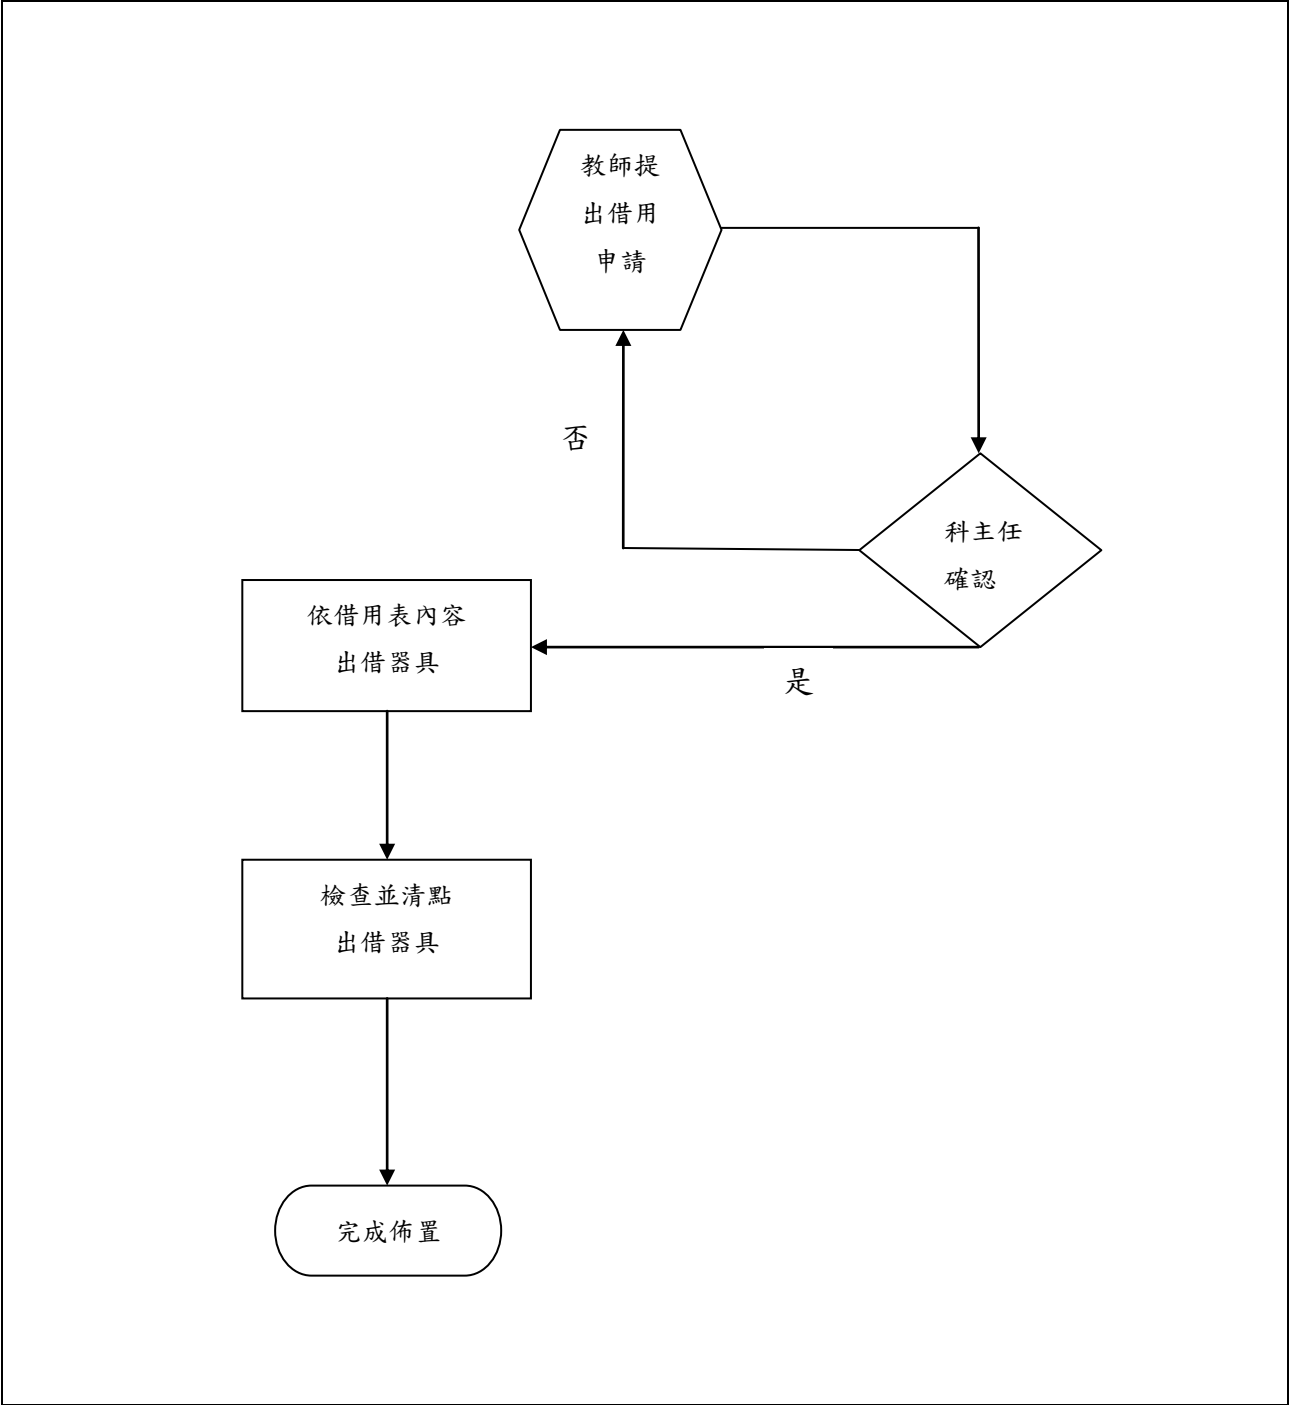 教師提
出借用
申請
否
科主任
確認
依借用表內容
出借器具
是
檢查並清點
出借器具
完成佈置